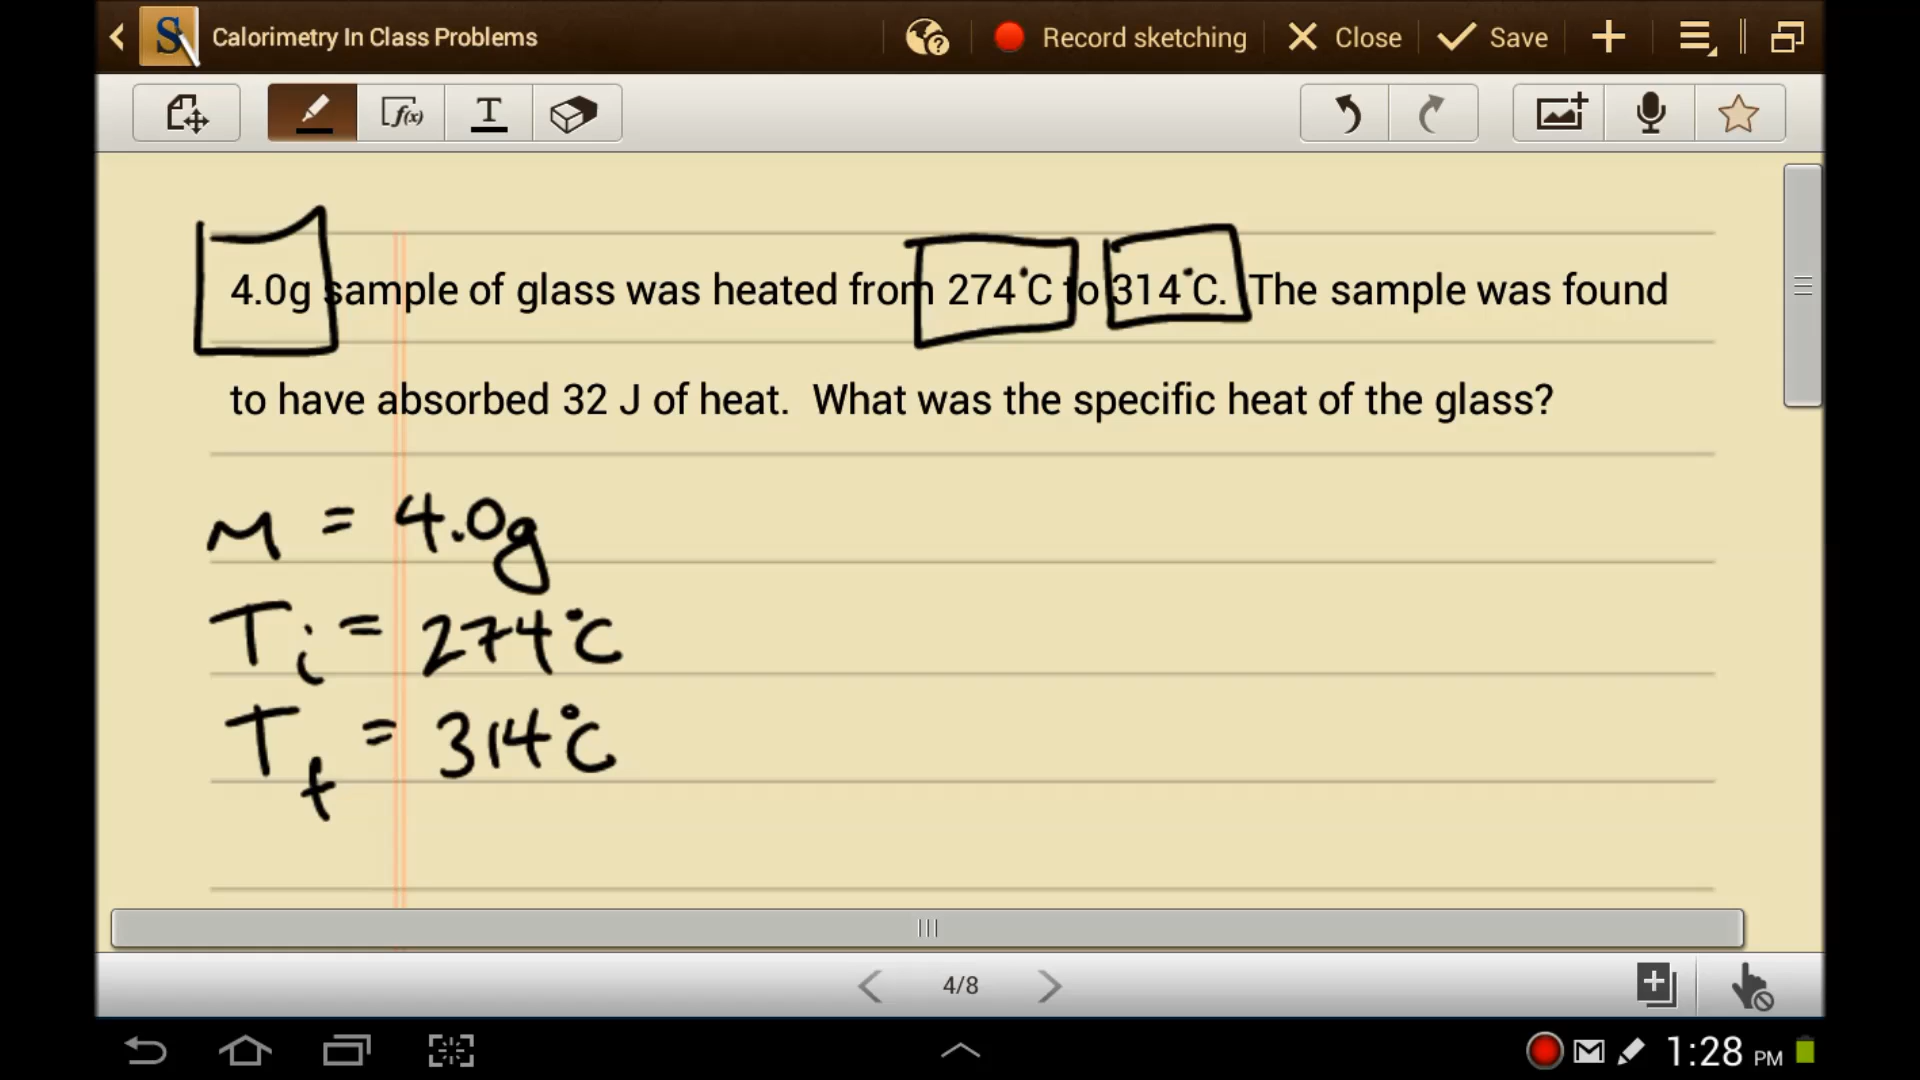 Calorimetry In Class Problems
Record sketching
Close
Save
f(x)
T
4.0g sample of glass was heated from 274°C to 314°C. The sample was found
to have absorbed 32 J of heat. What was the specific heat of the glass?
M = 4.0g
Ti = 274°C
Tf = 314°C
4/8
1:28 PM